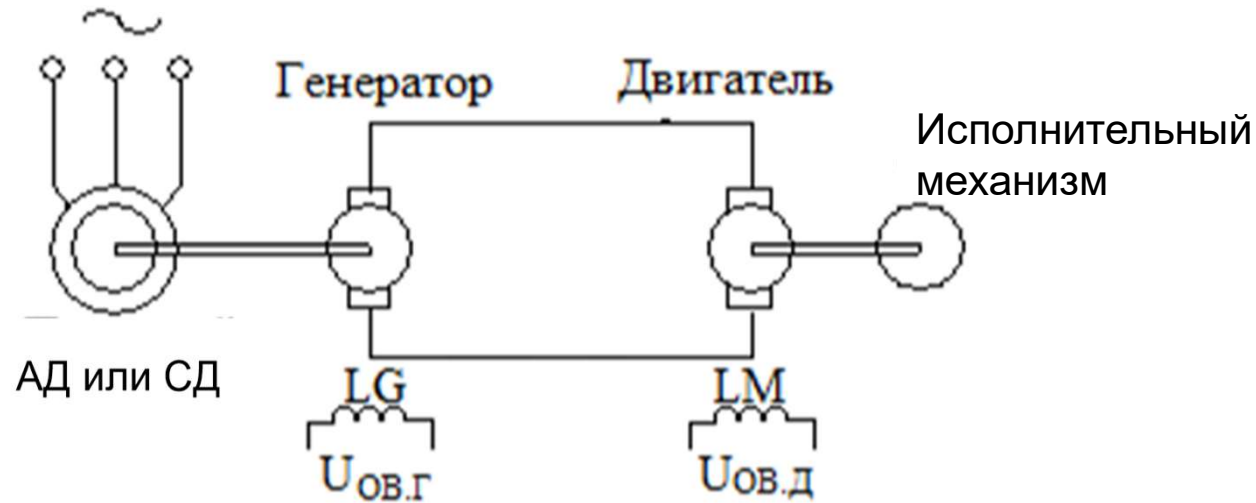 Генератор
Двигатель
Исполнительный
механизм
АД или СД
LG
LM
UОВ.Г
UОВ.Д